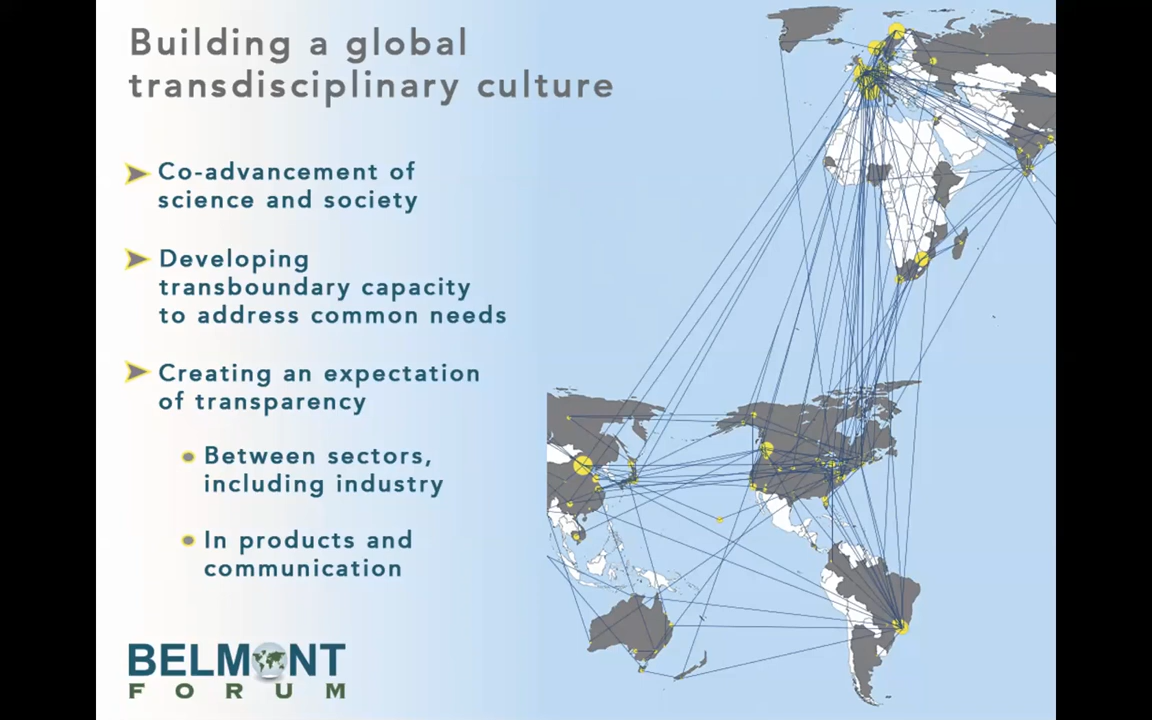 Building a global
transdisciplinary culture
Co-advancement of
science and society
Developing
transboundary capacity
to address common needs
Creating an expectation
of transparency
Between sectors,
including industry
In products and
communication
BELMONT
FORUM